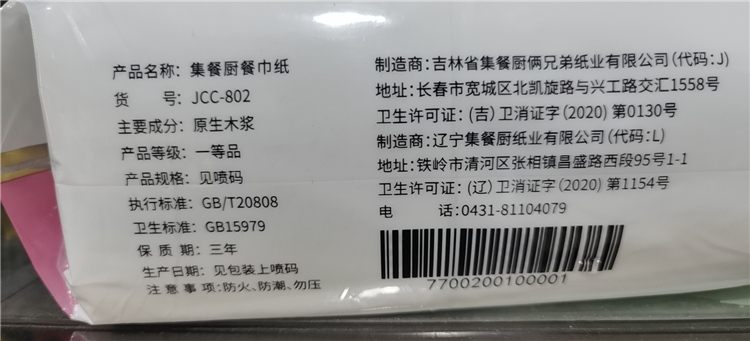 产品名称：集餐厨餐巾纸
货 号：JCC-802
主要成分：原生木浆
产品等级：一等品
产品规格：见喷码
执行标准：GB/T20808
卫生标准：GB15979
保 质 期：三年
生产日期：见包装上喷码
注 意 事 项：防火、防潮、勿压
制造商：吉林省集餐厨俩兄弟纸业有限公司（代码：J）
地址：长春市宽城区北凯旋路与兴工路交汇1558号
卫生许可证：（吉）卫消证字（2020）第0130号
制造商：辽宁集餐厨纸业有限公司（代码：L）
地址：铁岭市清河区张相镇昌盛路西段95号1-1
卫生许可证：（辽）卫消证字（2020）第1154号
电 话：0431-81104079
7700200100001